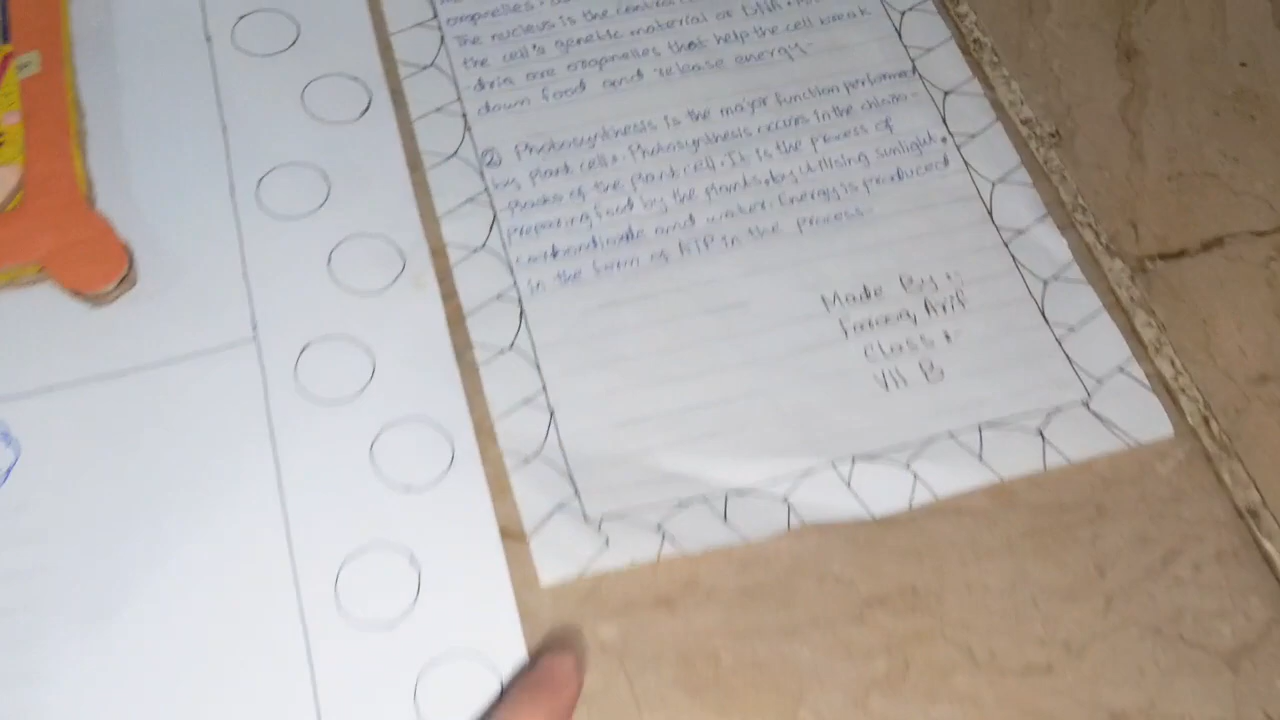 organelles.
The nucleus is the control
the cell's genetic material or DNA.
dria are organelles that help the cell break
down food and release energy.
② Photosynthesis is the major function performed
by plant cells. Photosynthesis occurs in the chloro-
plasts of the plant cell. It is the process of
preparing food by the plants, by utilising sunlight,
carbondioxide and water. Energy is produced
in the form of ATP in the process.
Made By :
Arif
Class :
VII B